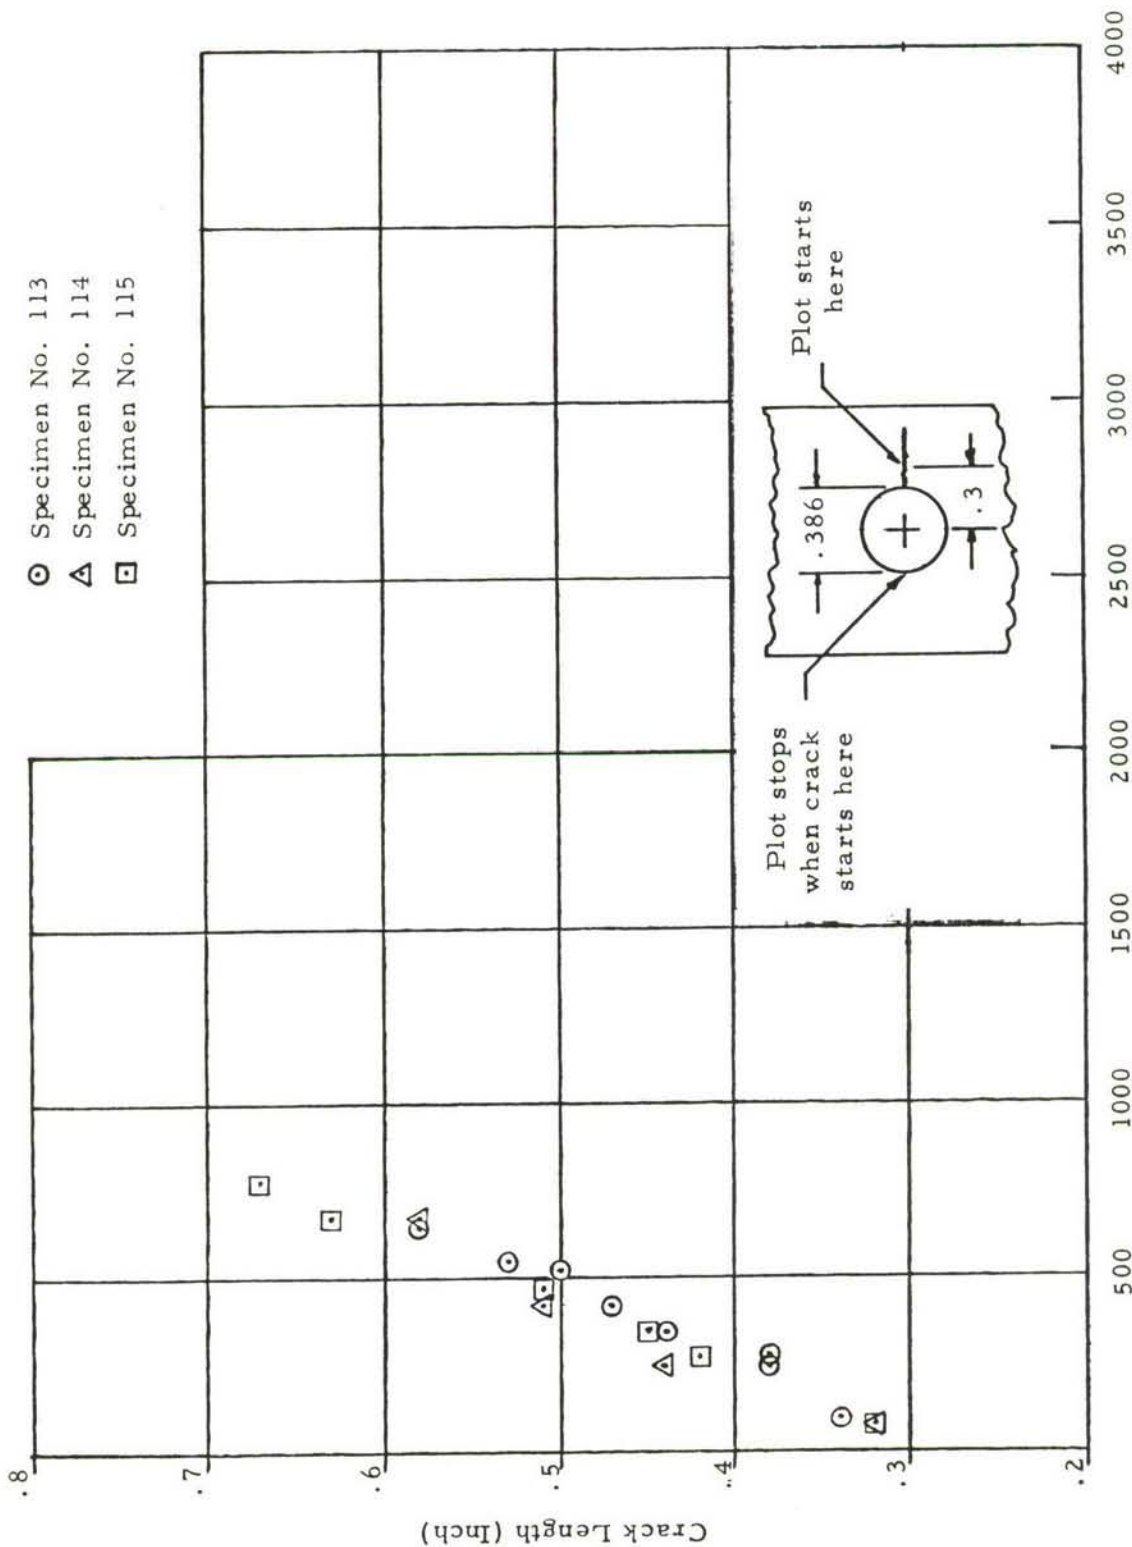 Specimen No. 113
Specimen No. 114
Specimen No. 115
Crack Length (Inch)
.8
.7
.6
.5
.4
.3
.2
500
1000
1500
2000
2500
3000
3500
4000
Plot stops
when crack
starts here
.386
.3
Plot starts
here